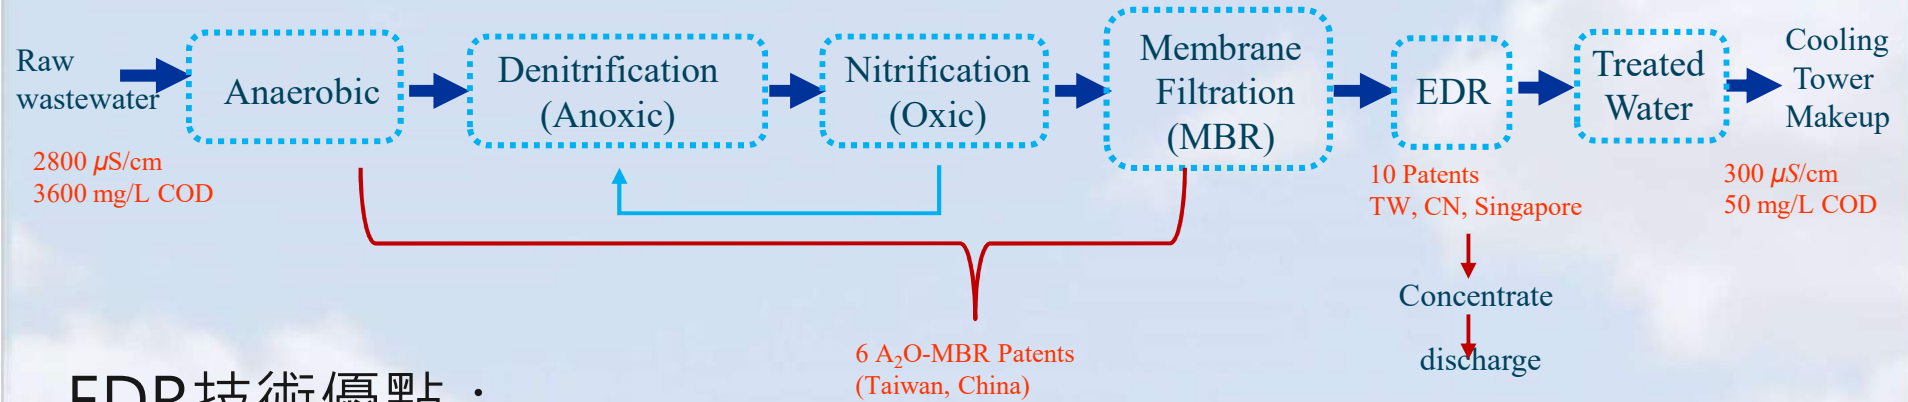 Raw
wastewater
Anaerobic
Denitrification
(Anoxic)
Nitrification
(Oxic)
Membrane
Filtration
(MBR)
EDR
Treated
Water
Cooling
Tower
Makeup
2800 µS/cm
3600 mg/L COD
10 Patents
TW, CN, Singapore
300 µS/cm
50 mg/L COD
Concentrate
discharge
6 A₂O-MBR Patents
(Taiwan, China)
EDR技術優點：